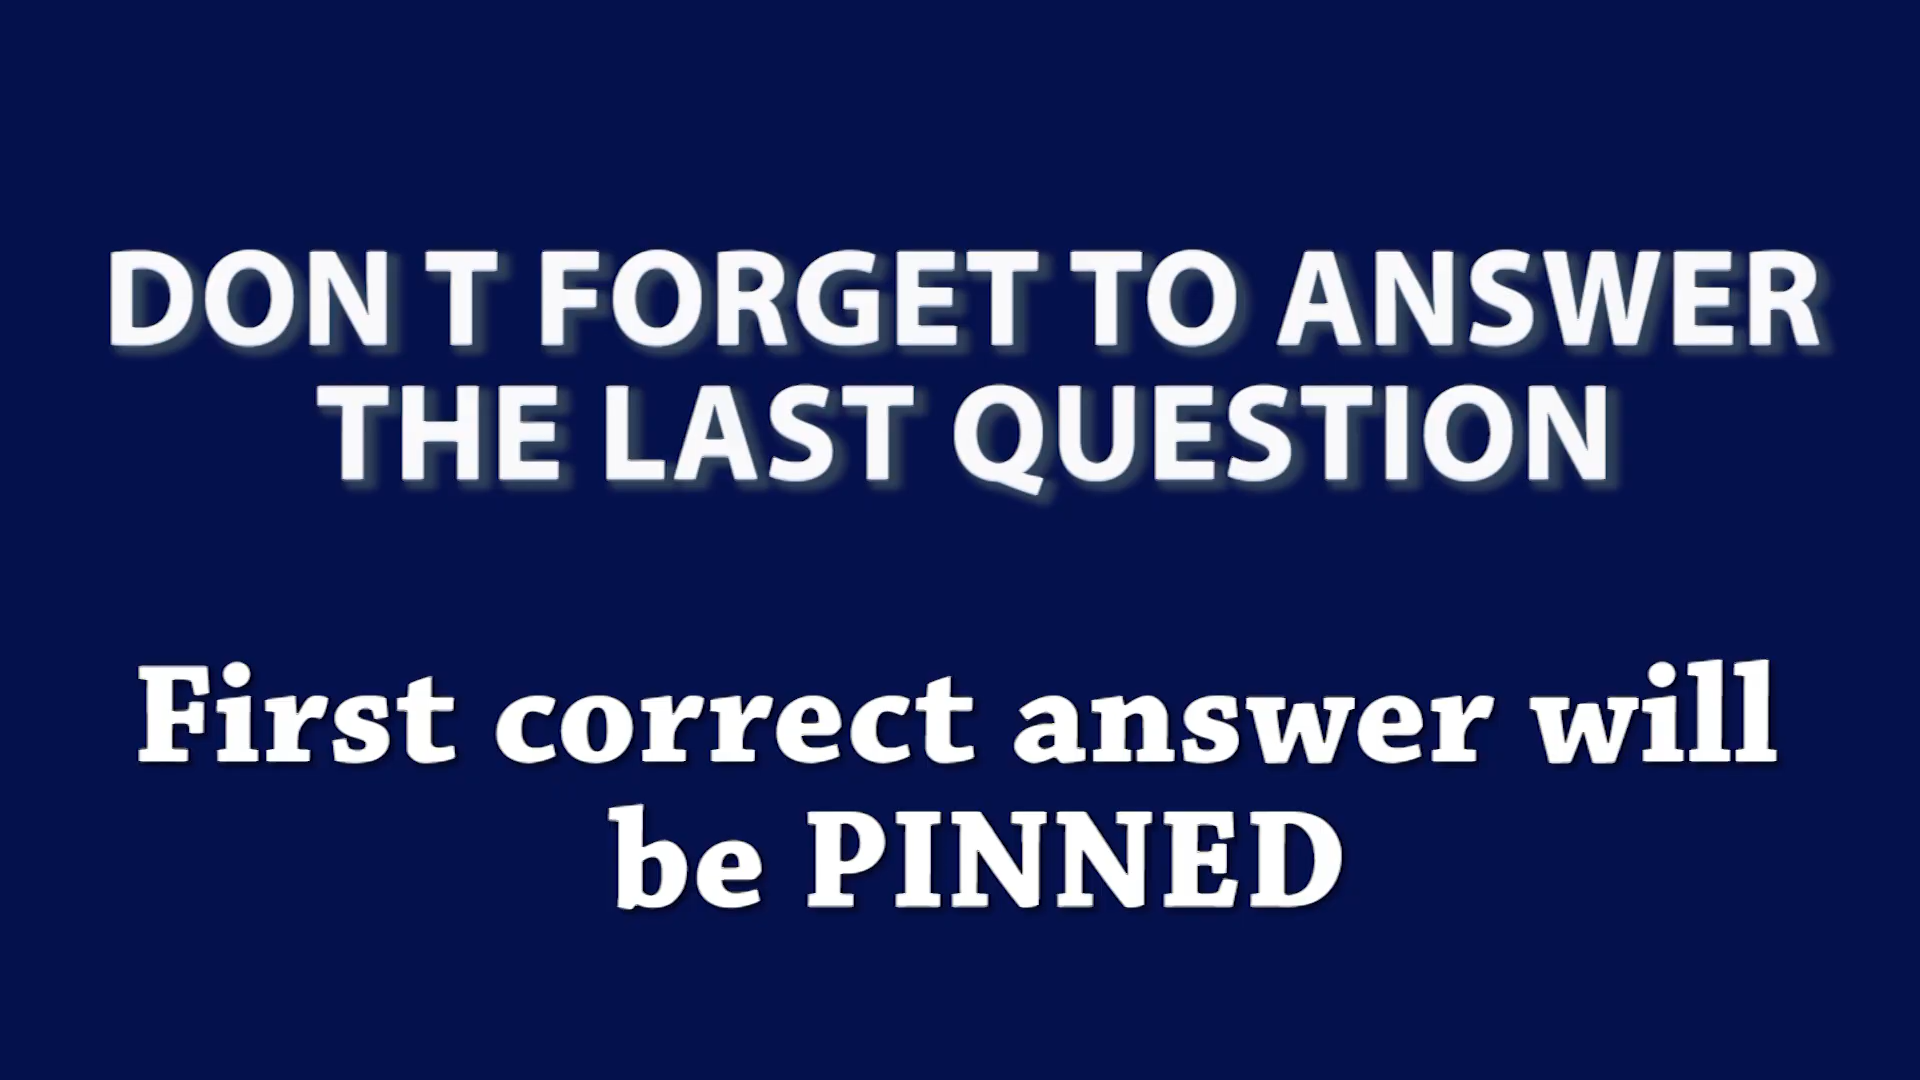 DON T FORGET TO ANSWER
THE LAST QUESTION
First correct answer will
be PINNED